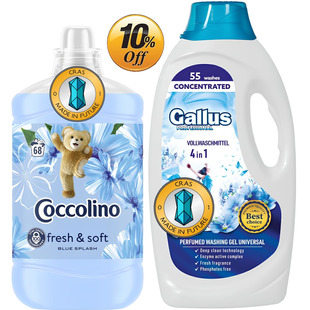 10%
Off
CRAS
MADE IN FUTURE
68
Coccolino
fresh & soft
BLUE SPLASH
55 washes
CONCENTRATED
Gallus
PROFESSIONAL
VOLLWASCHMITTEL
4 in 1
CRAS
MADE IN FUTURE
Best
choice
PERFUMED WASHING GEL UNIVERSAL
Deep clean technology
Enzyme active complex
Fresh fragrance
Phosphates free